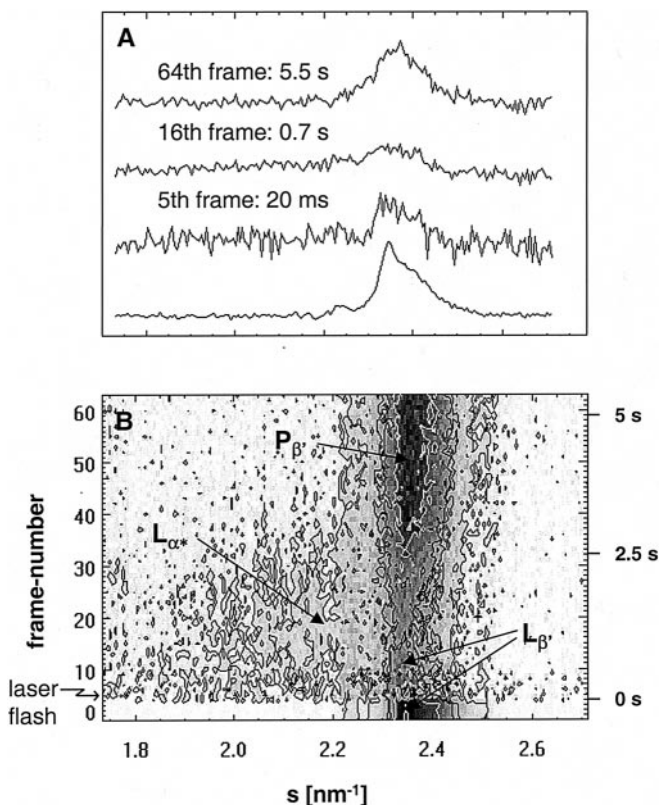 A
64th frame: 5.5 s
16th frame: 0.7 s
5th frame: 20 ms
B
60
50
40
30
20
10
0
frame-number
laser
flash
5 s
2.5 s
0 s
Pβ'
Lα*
Lβ'
1.8 2.0 2.2 2.4 2.6
s [nm⁻¹]